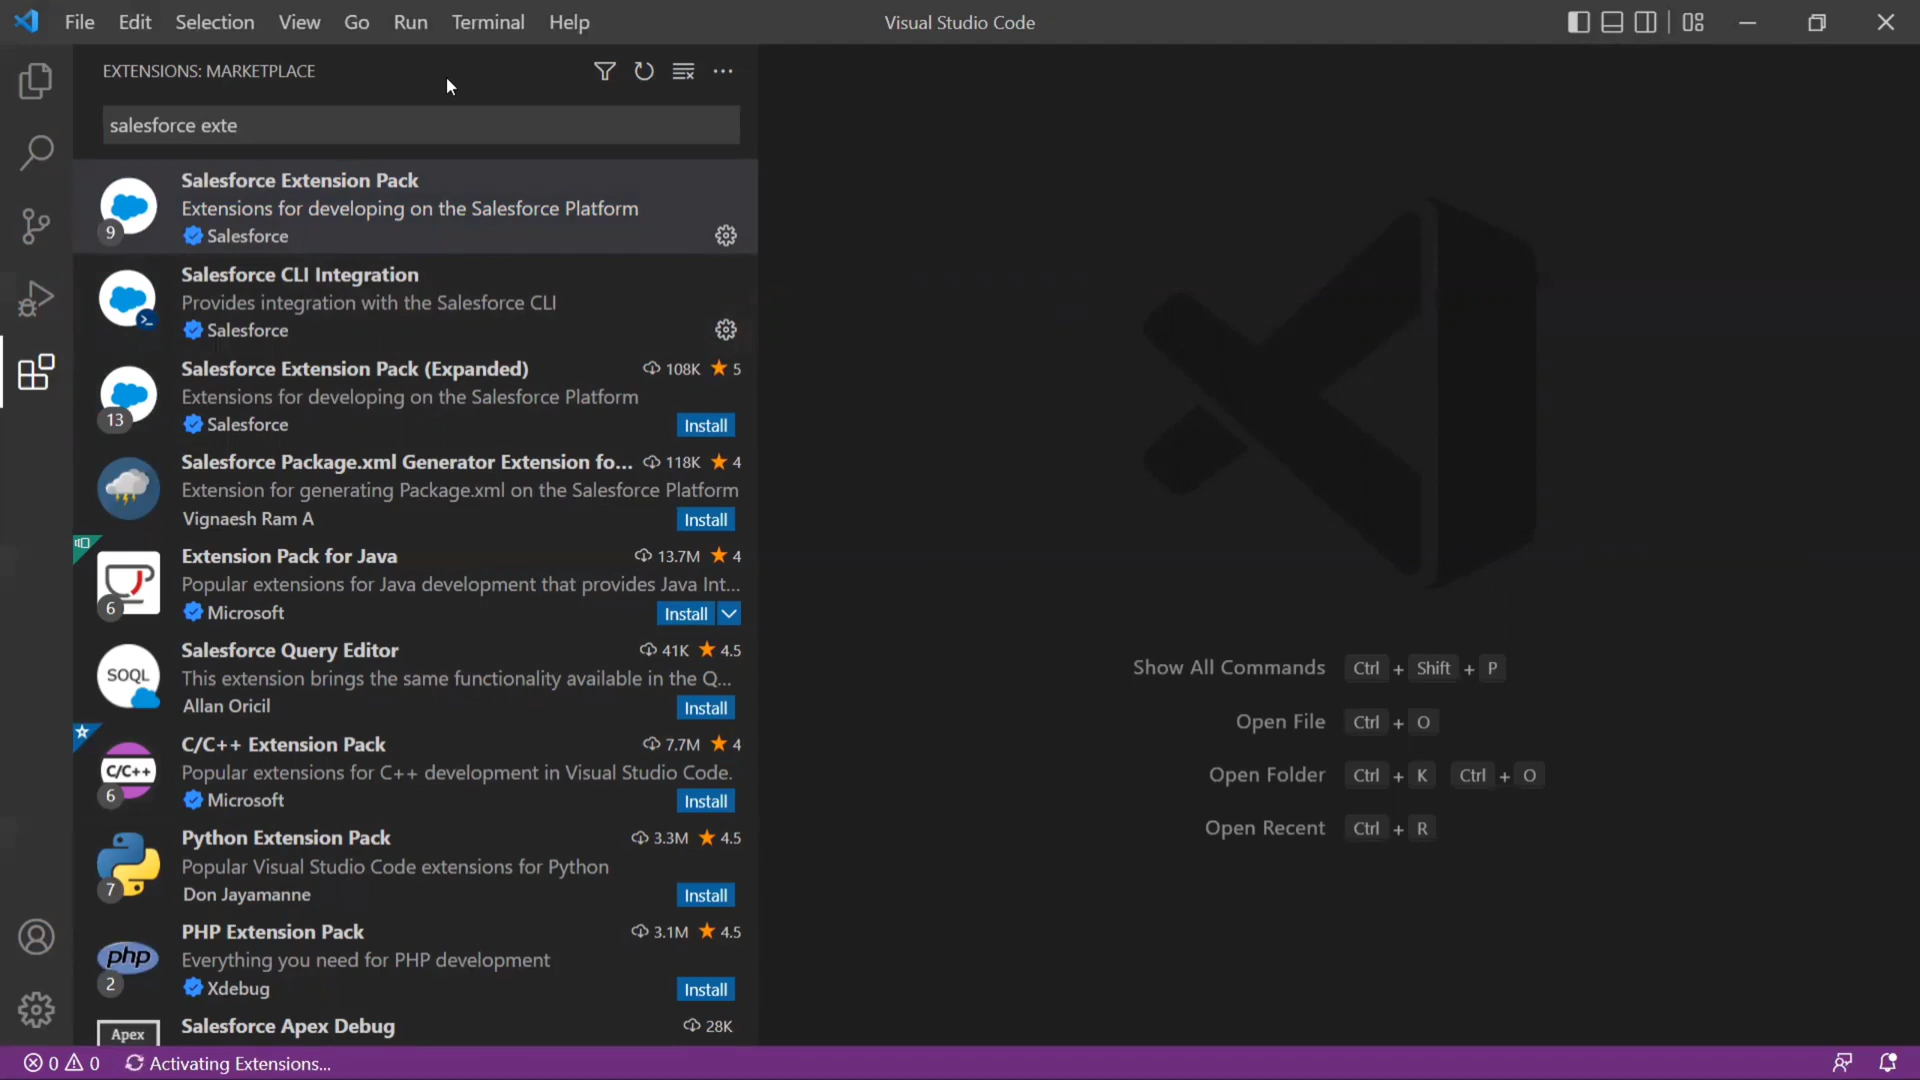 File Edit Selection View Go Run Terminal Help
Visual Studio Code
EXTENSIONS: MARKETPLACE
salesforce exte
Salesforce Extension Pack
Extensions for developing on the Salesforce Platform
9
Salesforce
Salesforce CLI Integration
Provides integration with the Salesforce CLI
Salesforce
Salesforce Extension Pack (Expanded) 108K 5
Extensions for developing on the Salesforce Platform
13
Salesforce Install
Salesforce Package.xml Generator Extension fo... 118K 4
Extension for generating Package.xml on the Salesforce Platform
Vignaesh Ram A Install
Extension Pack for Java 13.7M 4
Popular extensions for Java development that provides Java Int...
6
Microsoft Install
Salesforce Query Editor 41K 4.5
SOQL
This extension brings the same functionality available in the Q...
Allan Oricil Install
C/C++ Extension Pack 7.7M 4
C/C++
Popular extensions for C++ development in Visual Studio Code.
6
Microsoft Install
Python Extension Pack 3.3M 4.5
Popular Visual Studio Code extensions for Python
7
Don Jayamanne Install
PHP Extension Pack 3.1M 4.5
php
Everything you need for PHP development
2
Xdebug Install
Salesforce Apex Debug 28K
Apex
Show All Commands Ctrl + Shift + P
Open File Ctrl + O
Open Folder Ctrl + K Ctrl + O
Open Recent Ctrl + R
0 0 Activating Extensions...